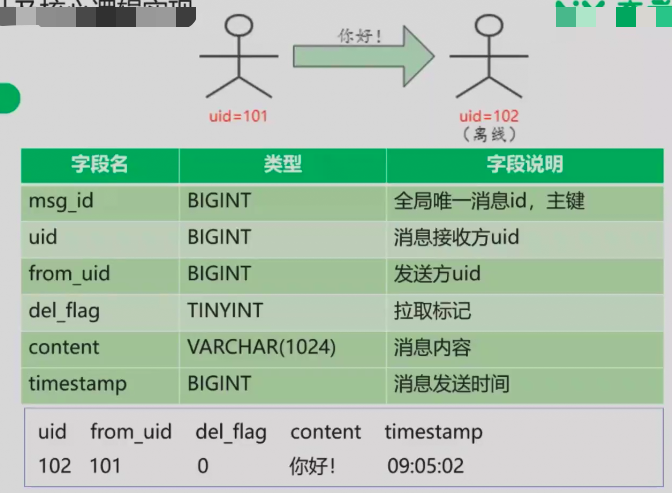 你好!
uid=101
uid=102
（离线）
字段名 类型 字段说明
msg_id BIGINT 全局唯一消息id，主键
uid BIGINT 消息接收方uid
from_uid BIGINT 发送方uid
del_flag TINYINT 拉取标记
content VARCHAR(1024) 消息内容
timestamp BIGINT 消息发送时间
uid from_uid del_flag content timestamp
102 101 0 你好! 09:05:02